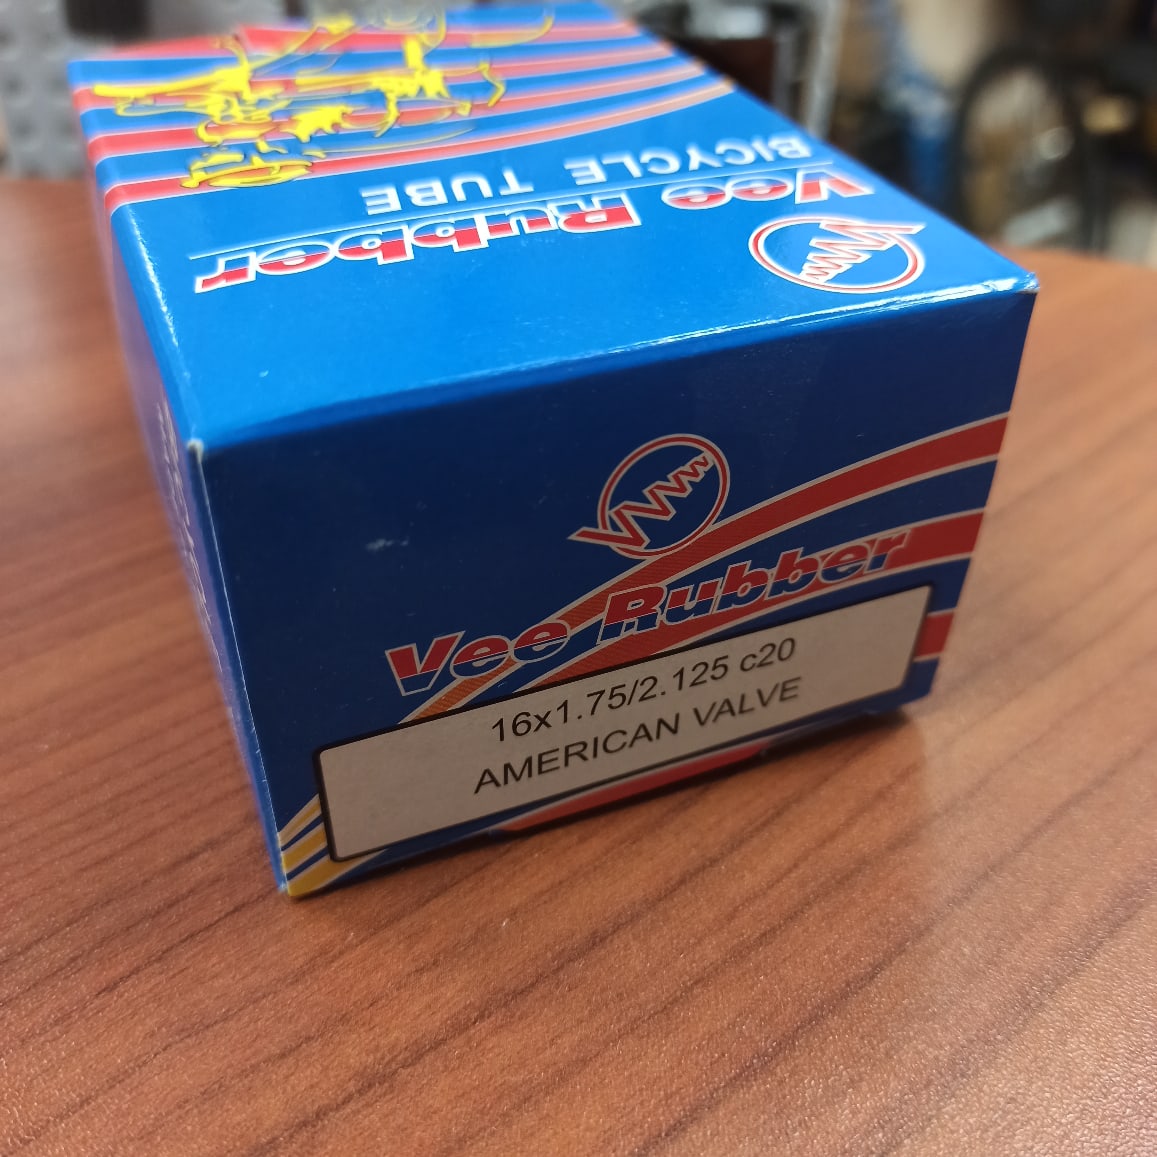 BICYCLE TUBE
Vee Rubber
Vee Rubber
16x1.75/2.125 c20
AMERICAN VALVE